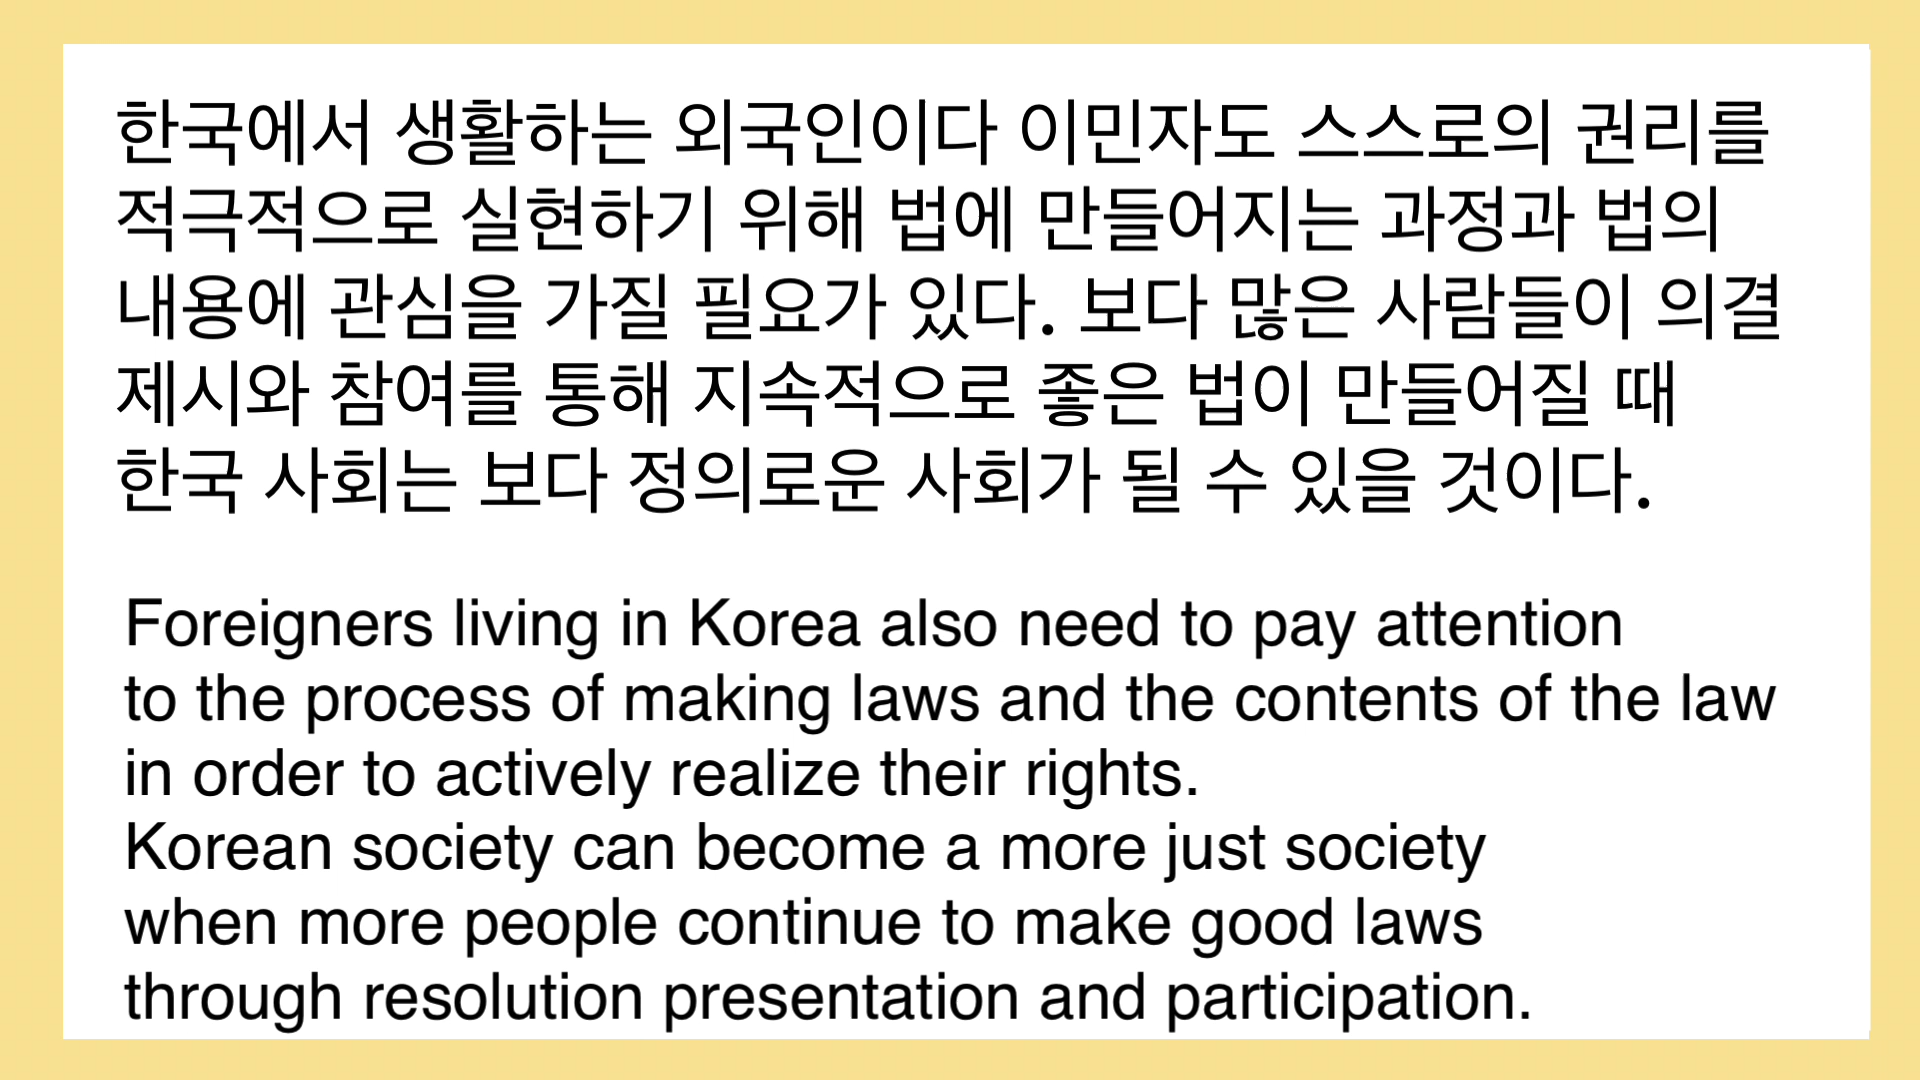 한국에서 생활하는 외국인이다 이민자도 스스로의 권리를
적극적으로 실현하기 위해 법에 만들어지는 과정과 법의
내용에 관심을 가질 필요가 있다. 보다 많은 사람들이 의결
제시와 참여를 통해 지속적으로 좋은 법이 만들어질 때
한국 사회는 보다 정의로운 사회가 될 수 있을 것이다.
Foreigners living in Korea also need to pay attention
to the process of making laws and the contents of the law
in order to actively realize their rights.
Korean society can become a more just society
when more people continue to make good laws
through resolution presentation and participation.